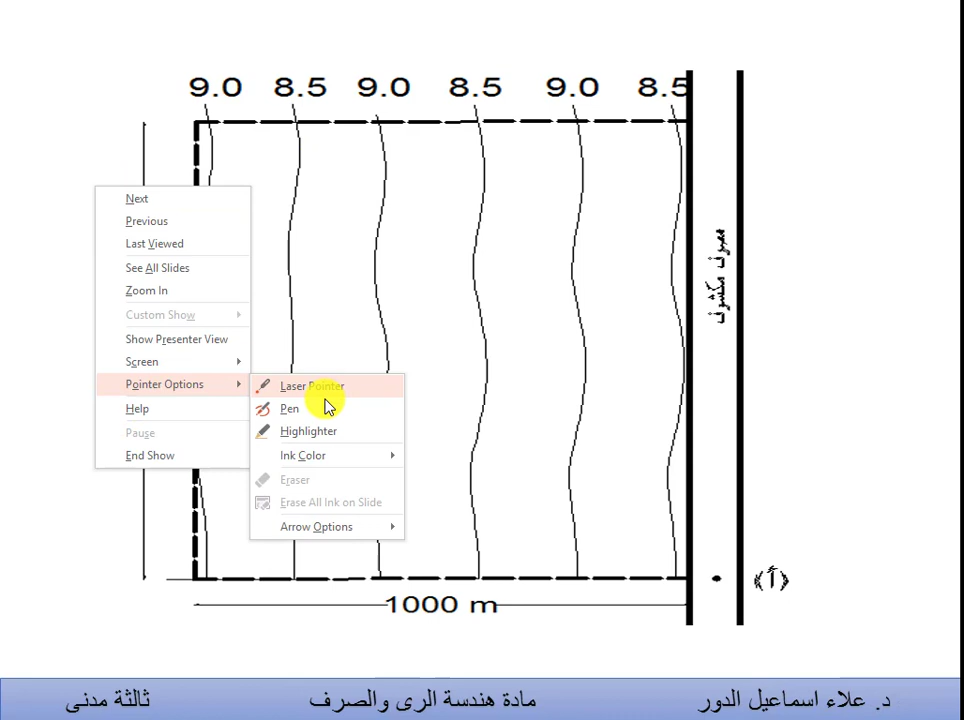 9.0 8.5 9.0 8.5 9.0 8.5
Next
Previous
Last Viewed
See All Slides
Zoom In
Custom Show
Show Presenter View
Screen
Pointer Options
Help
Pause
End Show
Laser Pointer
Pen
Highlighter
Ink Color
Eraser
Erase All Ink on Slide
Arrow Options
مصرف مكشوف
(أ)
1000 m
د. علاء اسماعيل الدور مادة هندسة الرى والصرف ثالثة مدنى